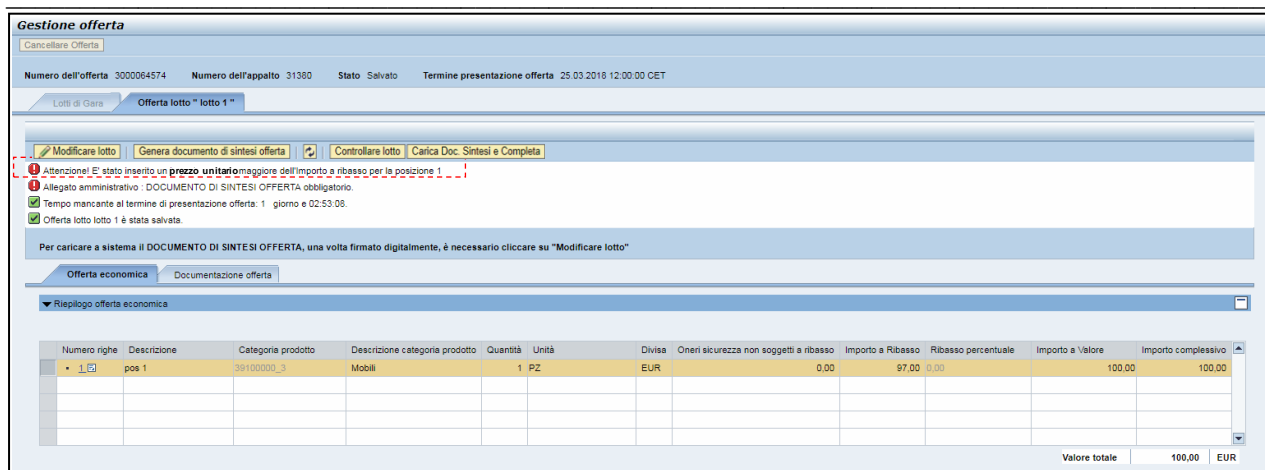 Gestione offerta
Cancellare Offerta
Numero dell'offerta 3000064574 Numero dell'appalto 31380 Stato Salvato Termine presentazione offerta 25.03.2018 12:00:00 CET
Lotti di Gara Offerta lotto " lotto 1 "
Modificare lotto Genera documento di sintesi offerta Controllare lotto Carica Doc. Sintesi e Completa
Attenzione! E' stato inserito un prezzo unitario maggiore dell'Importo a ribasso per la posizione 1
Allegato amministrativo : DOCUMENTO DI SINTESI OFFERTA obbligatorio.
Tempo mancante al termine di presentazione offerta: 1 giorno e 02:53:08.
Offerta lotto lotto 1 è stata salvata.
Per caricare a sistema il DOCUMENTO DI SINTESI OFFERTA, una volta firmato digitalmente, è necessario cliccare su "Modificare lotto"
Offerta economica Documentazione offerta
Riepilogo offerta economica
Numero righe Descrizione Categoria prodotto Descrizione categoria prodotto Quantità Unità Divisa Oneri sicurezza non soggetti a ribasso Importo a Ribasso Ribasso percentuale Importo a Valore Importo complessivo
• 1 pos 1 39100000_3 Mobili 1 PZ EUR 0,00 97,00 0.00 100,00 100,00
Valore totale 100,00 EUR